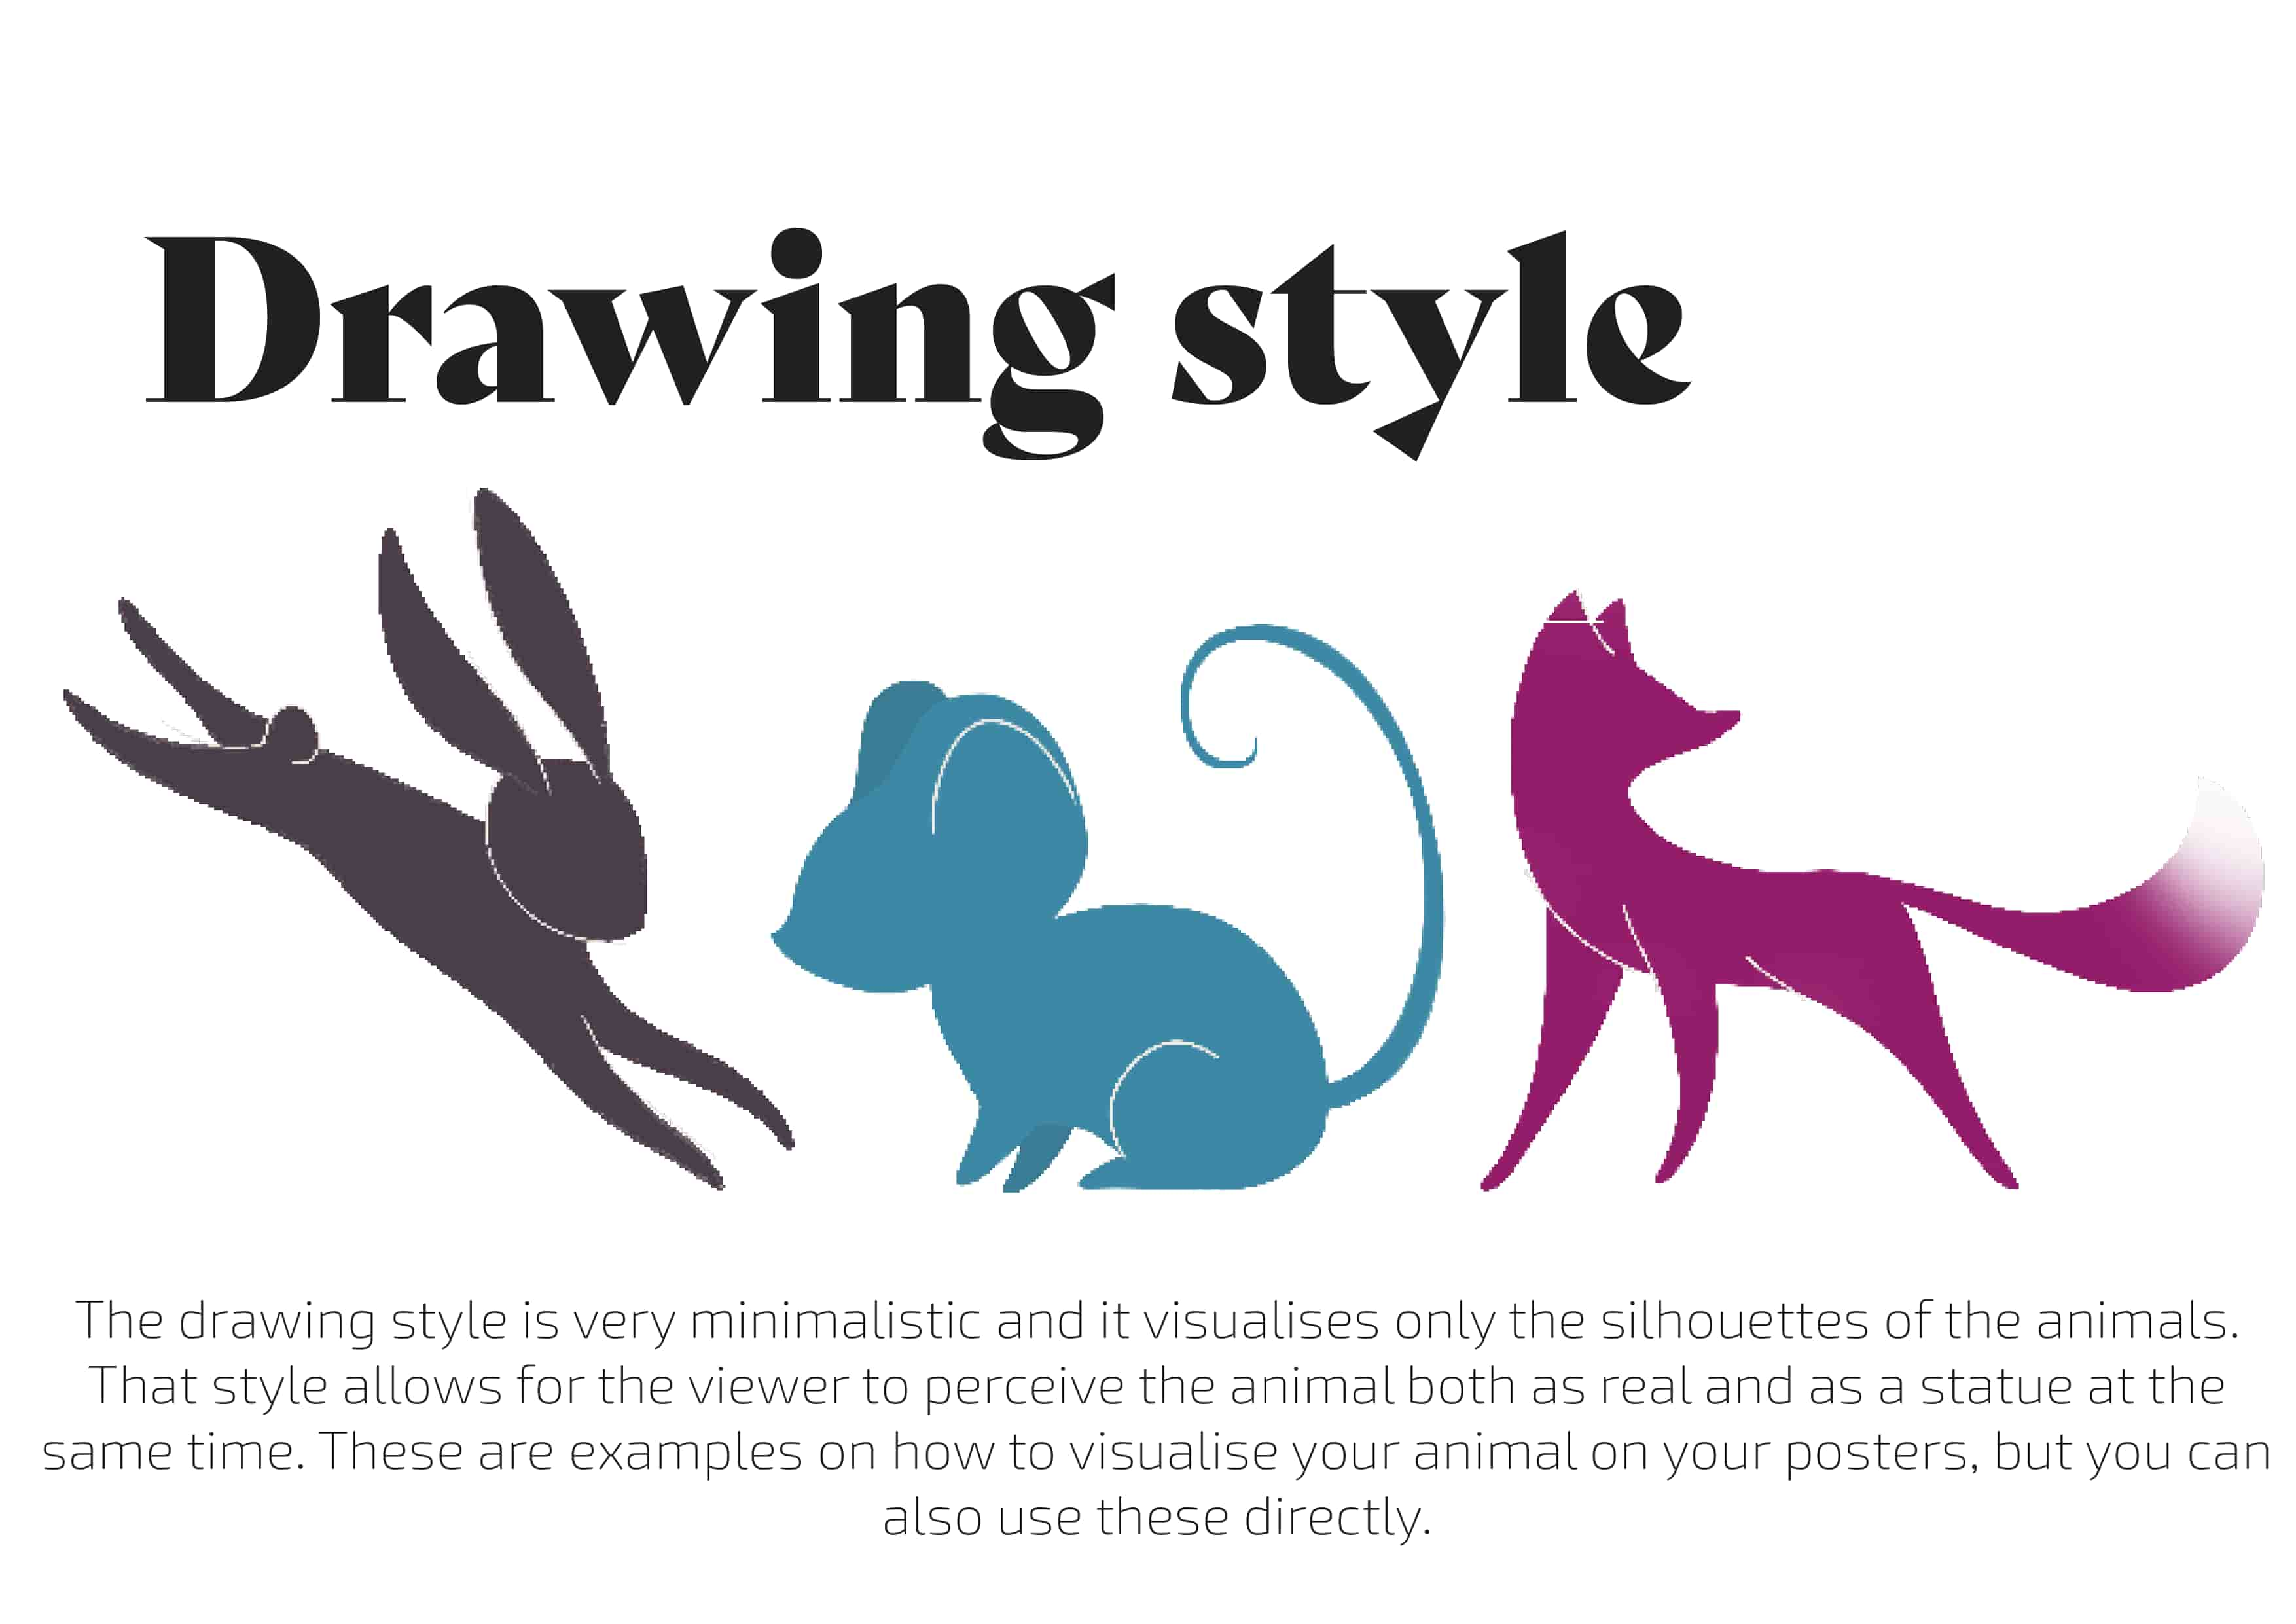 Drawing style
The drawing style is very minimalistic and it visualises only the silhouettes of the animals.
That style allows for the viewer to perceive the animal both as real and as a statue at the
same time. These are examples on how to visualise your animal on your posters, but you can
also use these directly.